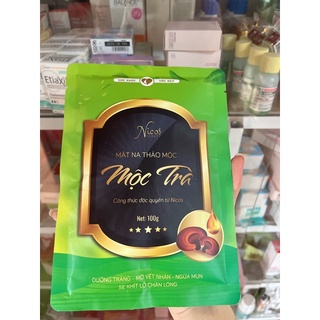 Nicos
MẶT NẠ THẢO MỘC
Mộc Trà
Công thức độc quyền từ Nicos
Net: 100g
DƯỠNG TRẮNG - MỜ VẾT NHĂN - NGỪA MỤN
SE KHÍT LỖ CHÂN LÔNG